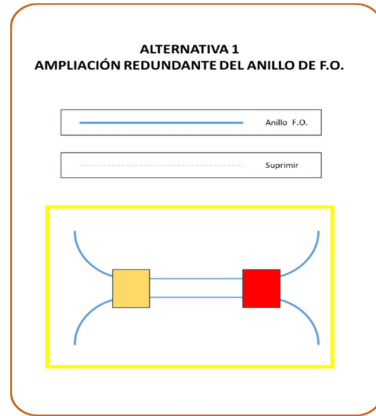 ALTERNATIVA 1
AMPLIACIÓN REDUNDANTE DEL ANILLO DE F.O.
Anillo F.O.
Suprimir